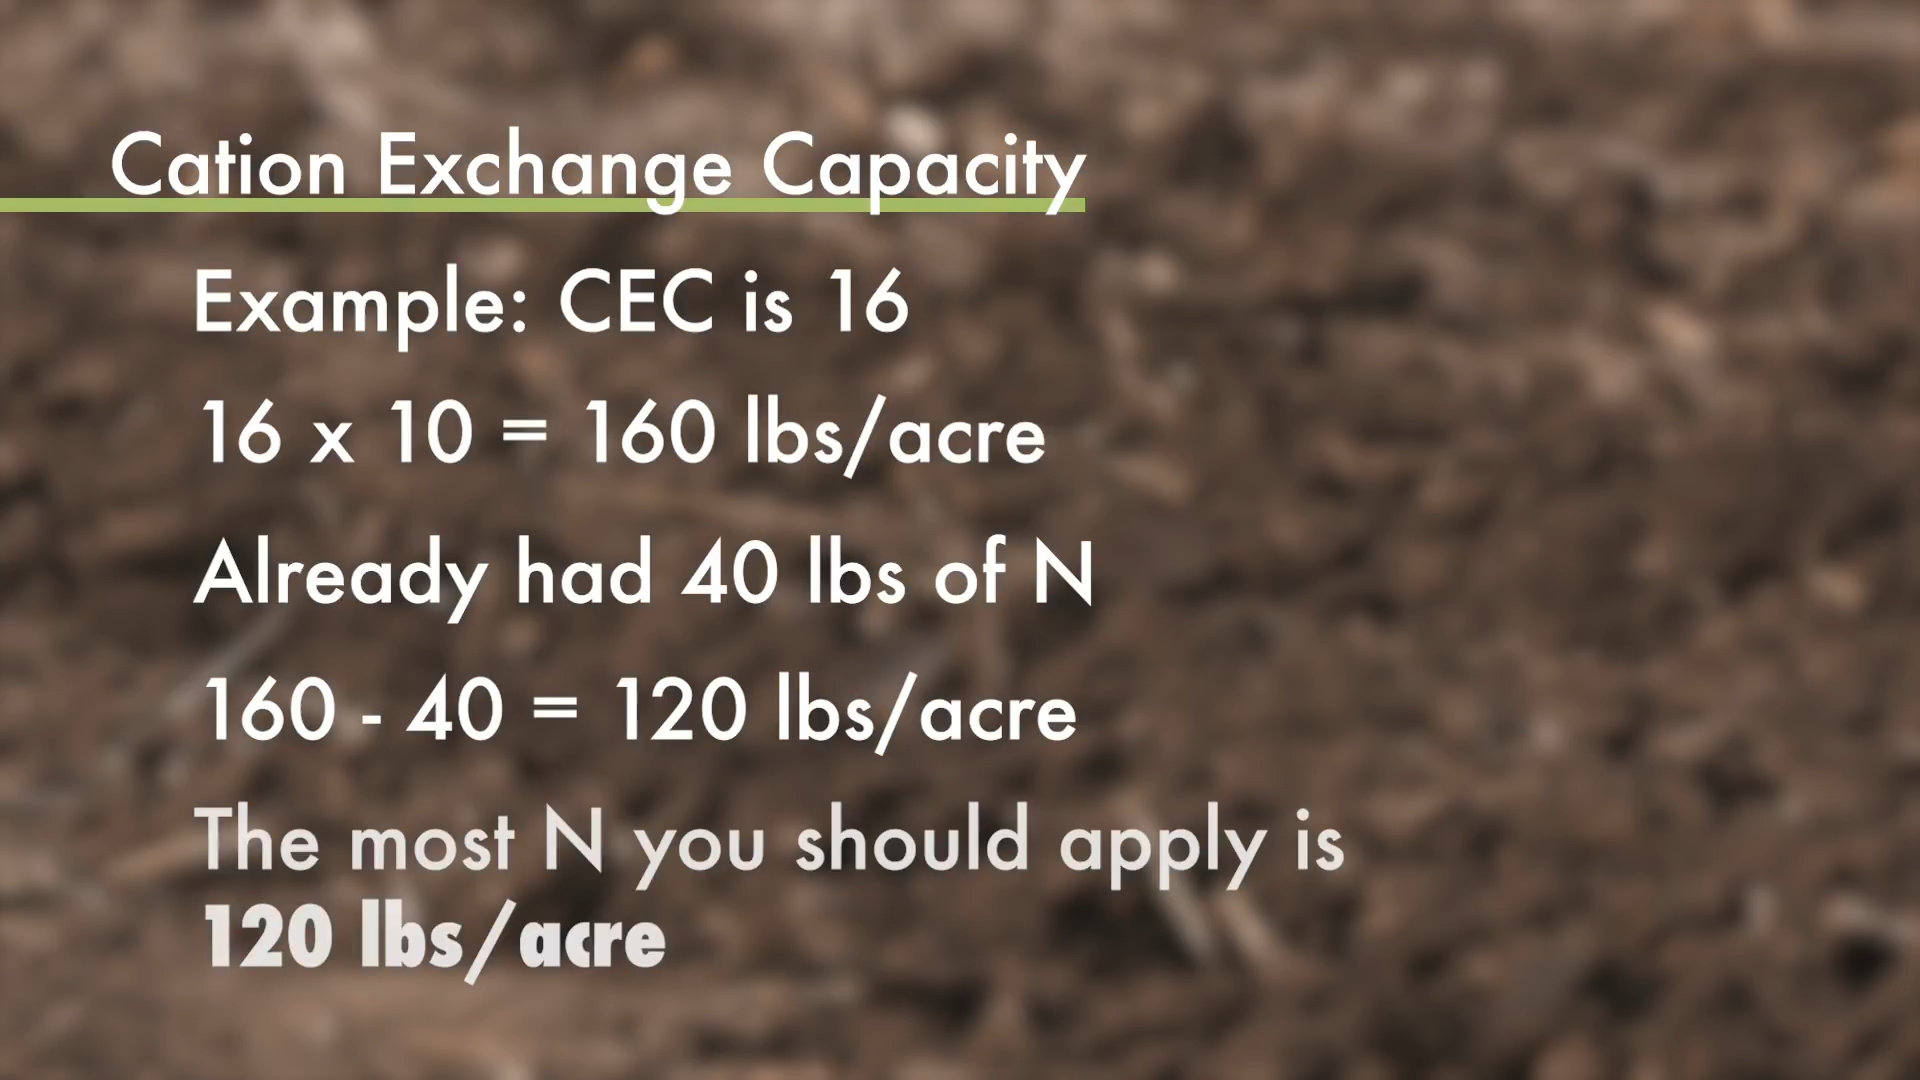 Cation Exchange Capacity
Example: CEC is 16
16 x 10 = 160 lbs/acre
Already had 40 lbs of N
160 - 40 = 120 lbs/acre
The most N you should apply is
120 lbs/acre